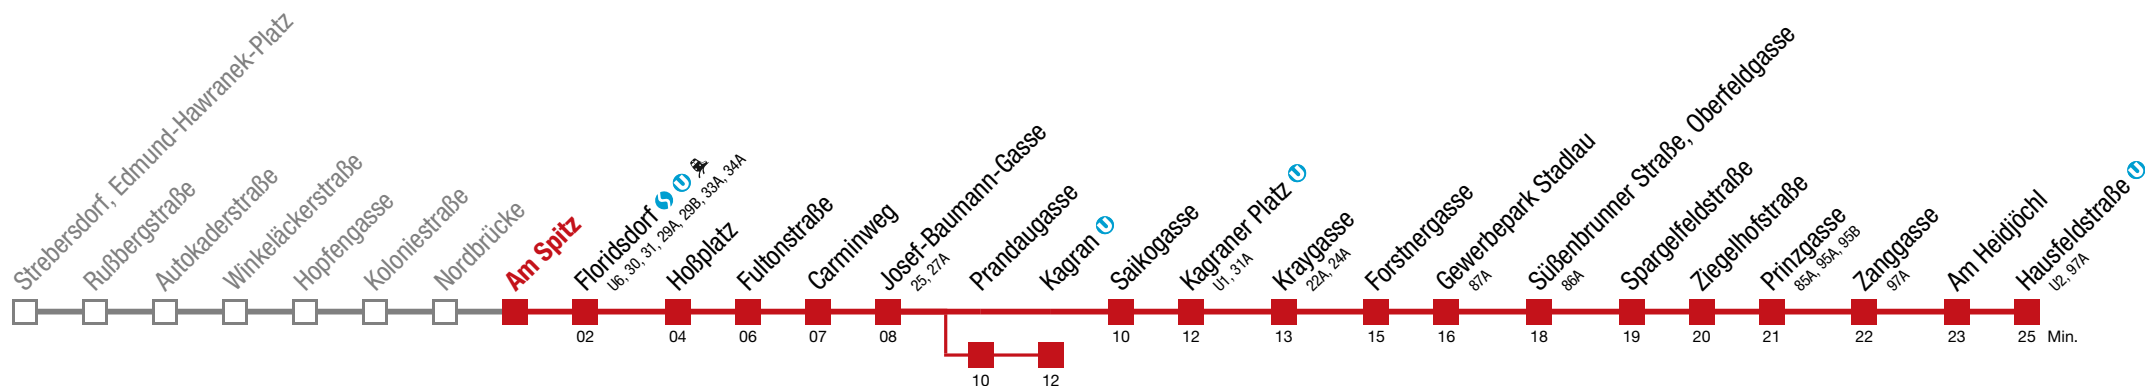 Strebersdorf, Edmund-Hawranek-Platz
Rußbergstraße
Autokaderstraße
Winkeläckerstraße
Hopfengasse
Koloniestraße
Nordbrücke
Am Spitz
Floridsdorf
U6, 30, 31, 29A, 29B, 33A, 34A
Hoßplatz
Fultonstraße
Carminweg
Josef-Baumann-Gasse
25, 27A
Prandaugasse
Kagran U
Saikogasse
Kagraner Platz U
U1, 31A
Kraygasse
22A, 24A
Forstnergasse
Gewerbepark Stadlau
87A
Süßenbrunner Straße, Oberfeldgasse
86A
Spargelfeldstraße
Ziegelhofstraße
Prinzgasse
85A, 95A, 95B
Zanggasse
97A
Am Heidjöchl
Hausfeldstraße U
U2, 97A
02 04 06 07 08 10 12 13 15 16 18 19 20 21 22 23 25 Min.
10 12